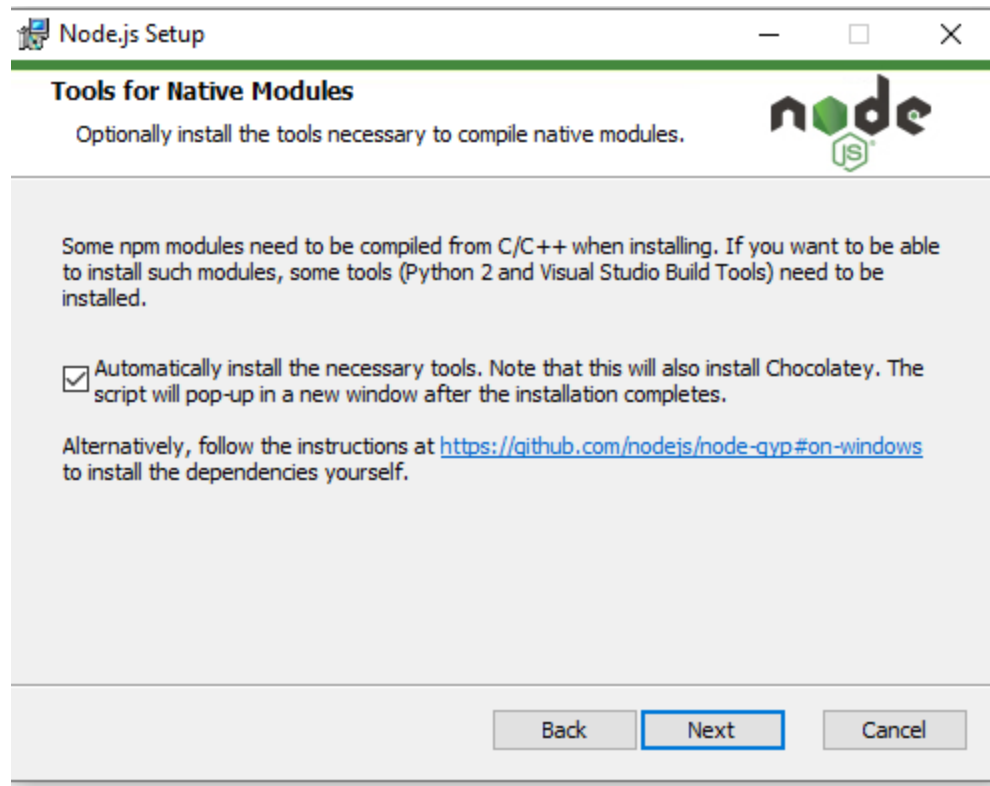 Node.js Setup
Tools for Native Modules
Optionally install the tools necessary to compile native modules.
node
JS
Some npm modules need to be compiled from C/C++ when installing. If you want to be able
to install such modules, some tools (Python 2 and Visual Studio Build Tools) need to be
installed.
Automatically install the necessary tools. Note that this will also install Chocolatey. The
script will pop-up in a new window after the installation completes.
Alternatively, follow the instructions at https://github.com/nodejs/node-gyp#on-windows
to install the dependencies yourself.
Back Next Cancel